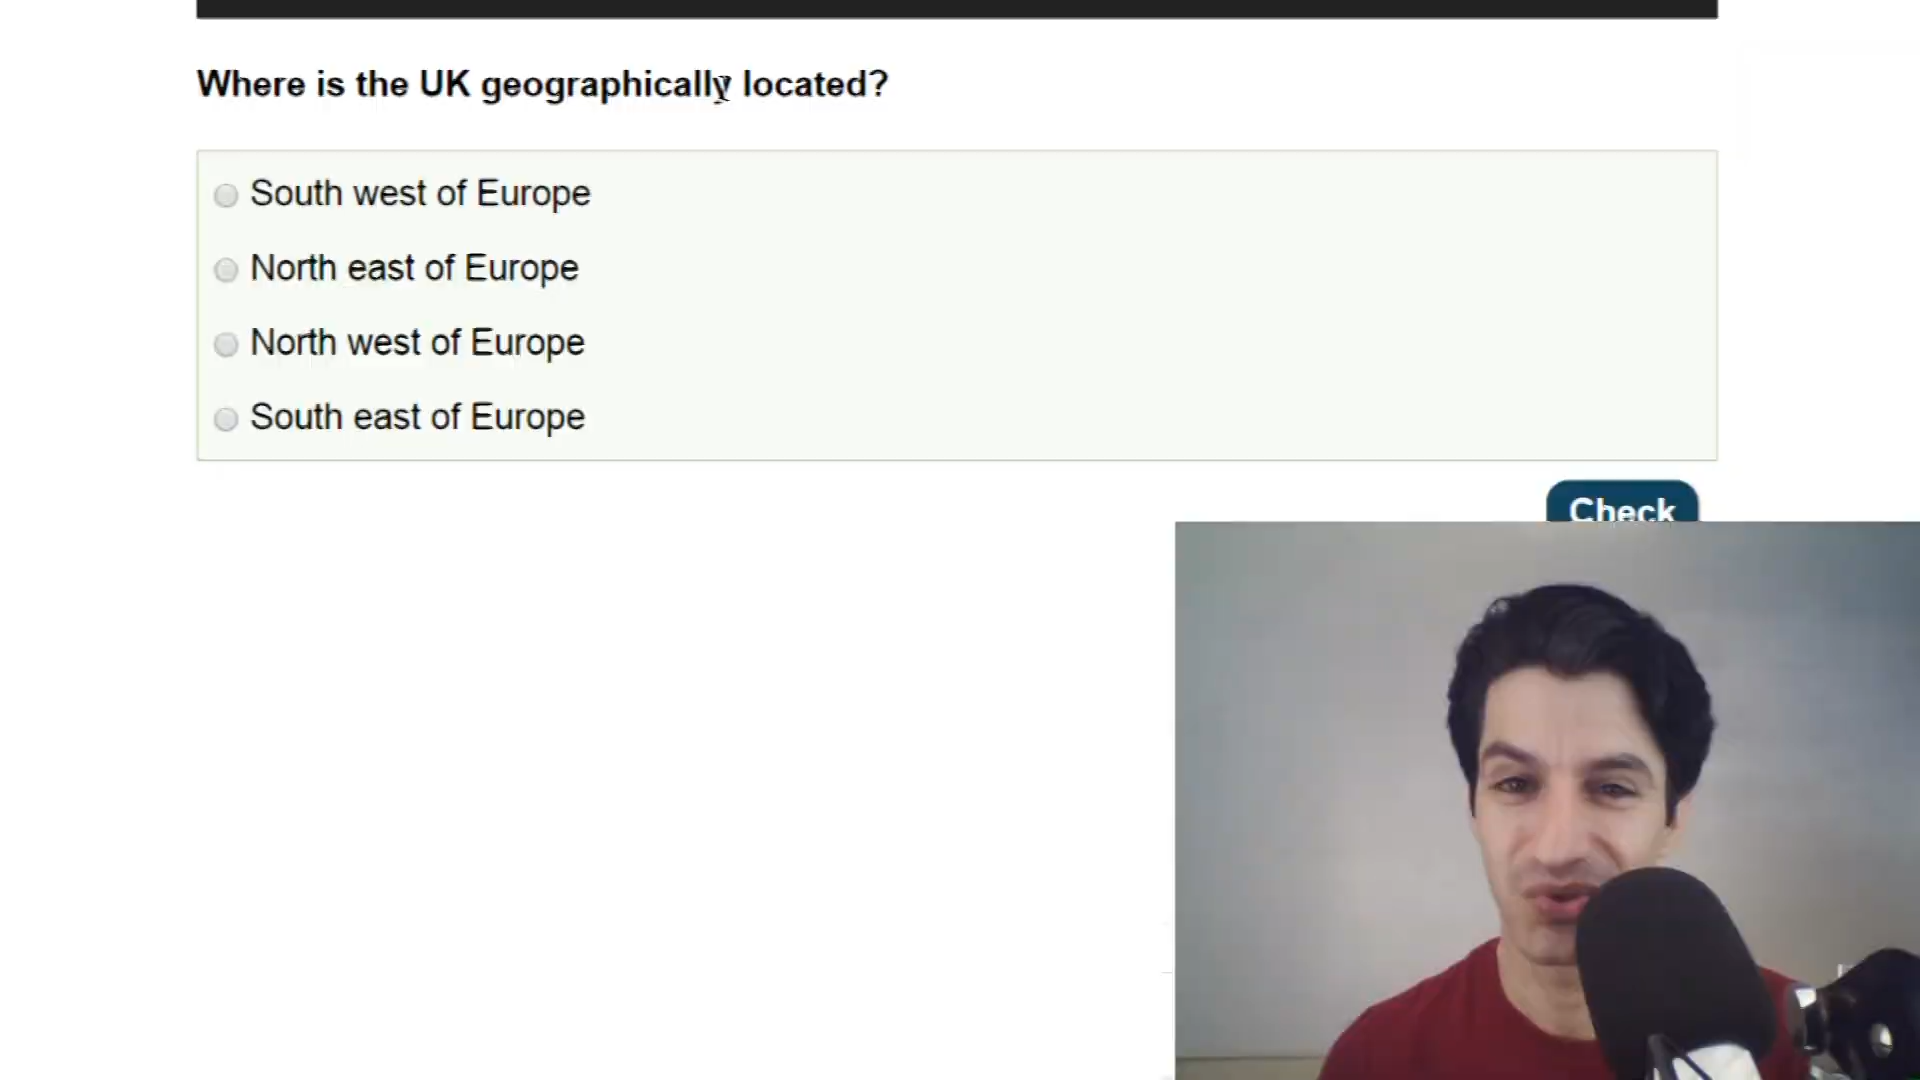 Where is the UK geographically located?
South west of Europe
North east of Europe
North west of Europe
South east of Europe
Check